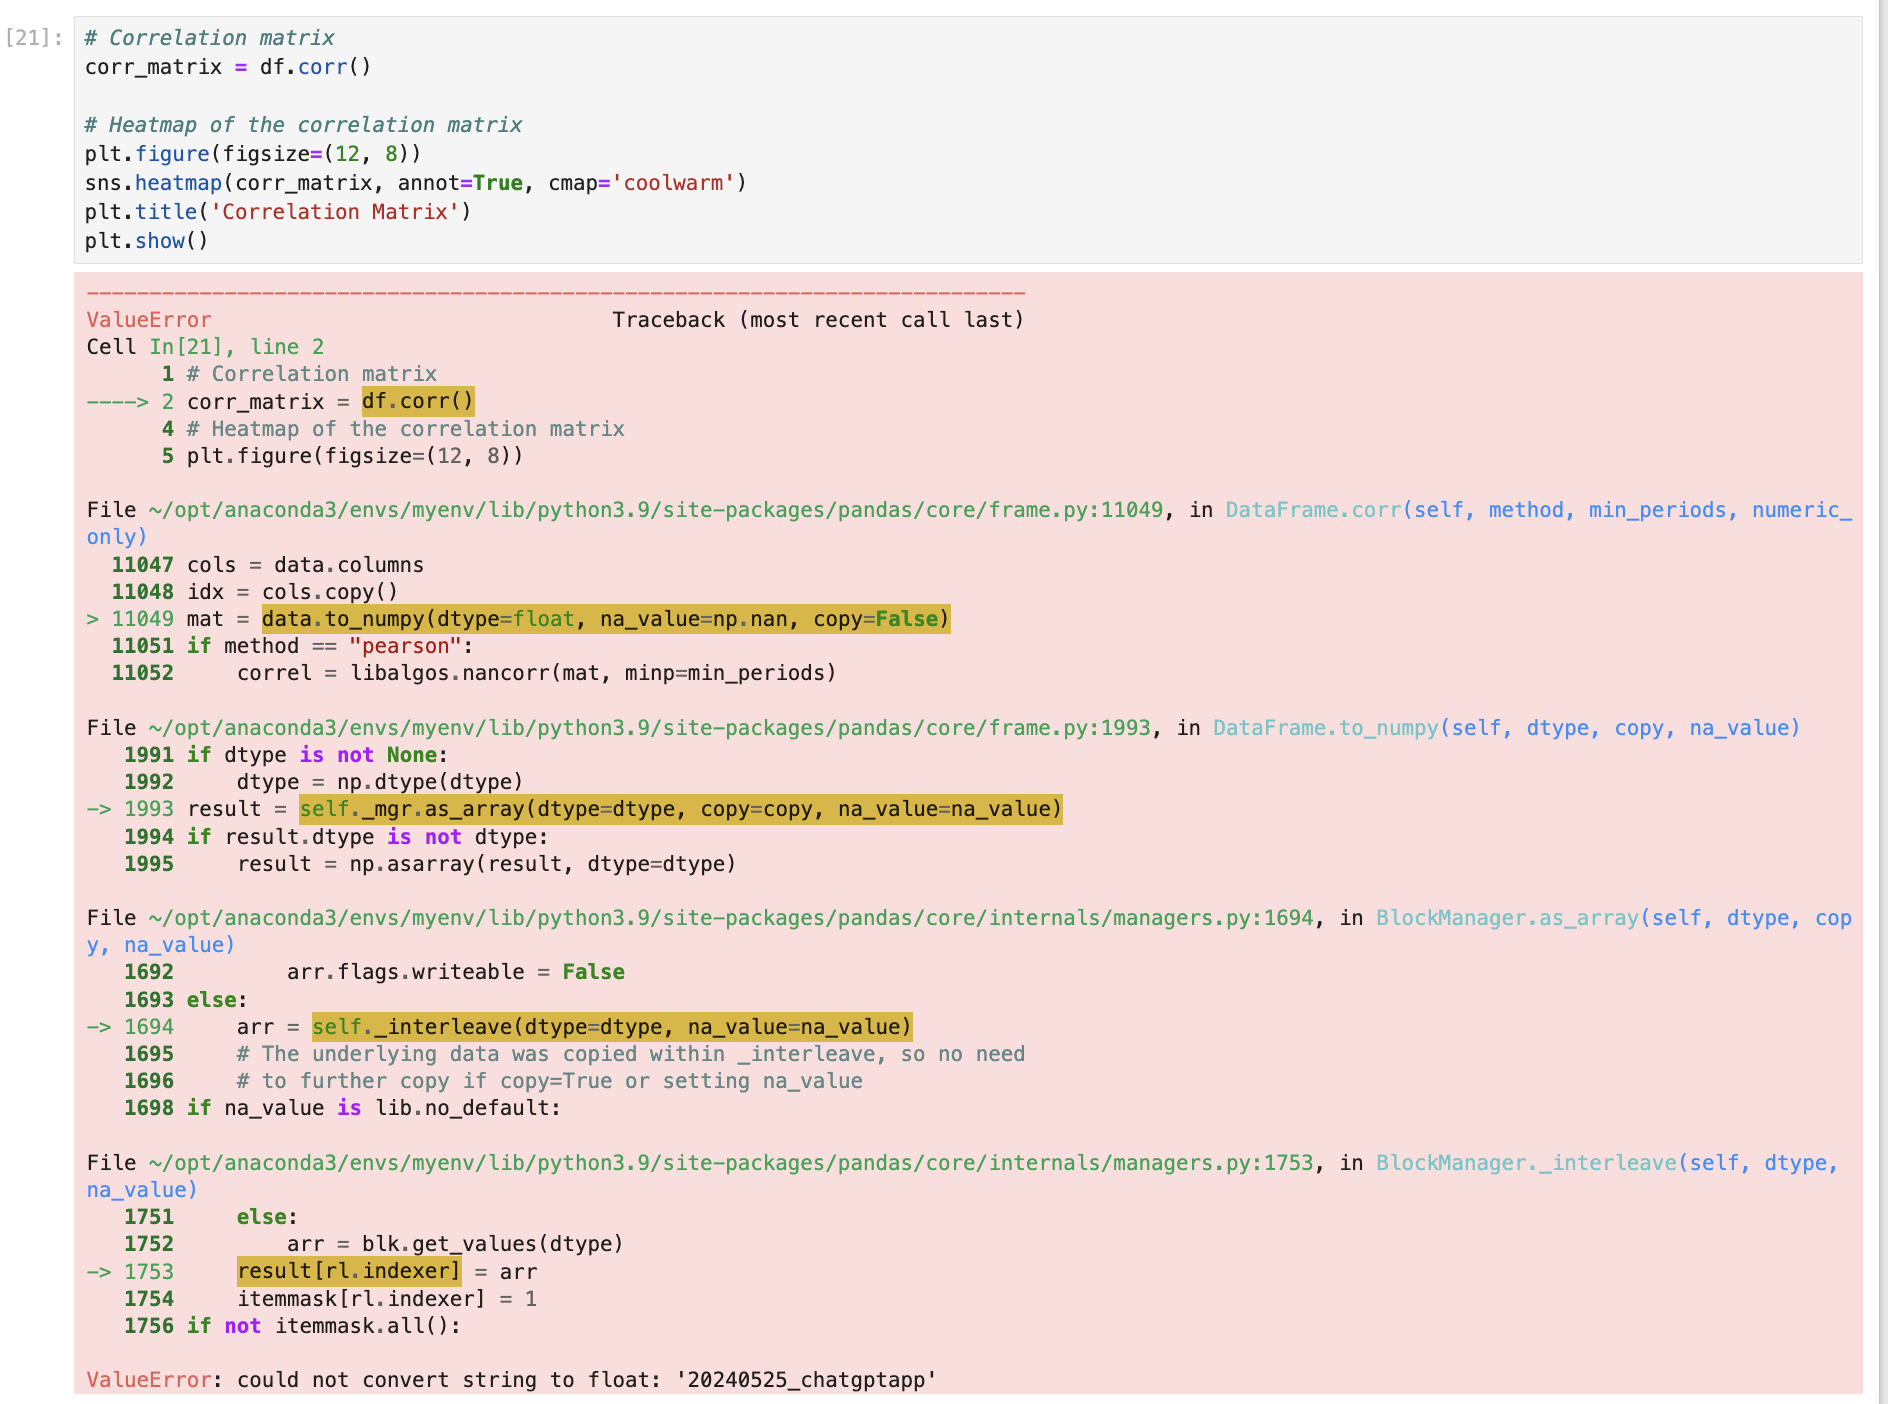 [21]: # Correlation matrix
corr_matrix = df.corr()
# Heatmap of the correlation matrix
plt.figure(figsize=(12, 8))
sns.heatmap(corr_matrix, annot=True, cmap='coolwarm')
plt.title('Correlation Matrix')
plt.show()
---------------------------------------------------------------------------
ValueError                                Traceback (most recent call last)
Cell In[21], line 2
      1 # Correlation matrix
----> 2 corr_matrix = df.corr()
      4 # Heatmap of the correlation matrix
      5 plt.figure(figsize=(12, 8))
File ~/opt/anaconda3/envs/myenv/lib/python3.9/site-packages/pandas/core/frame.py:11049, in DataFrame.corr(self, method, min_periods, numeric_
only)
  11047 cols = data.columns
  11048 idx = cols.copy()
> 11049 mat = data.to_numpy(dtype=float, na_value=np.nan, copy=False)
  11051 if method == "pearson":
  11052     correl = libalgos.nancorr(mat, minp=min_periods)
File ~/opt/anaconda3/envs/myenv/lib/python3.9/site-packages/pandas/core/frame.py:1993, in DataFrame.to_numpy(self, dtype, copy, na_value)
   1991 if dtype is not None:
   1992     dtype = np.dtype(dtype)
-> 1993 result = self._mgr.as_array(dtype=dtype, copy=copy, na_value=na_value)
   1994 if result.dtype is not dtype:
   1995     result = np.asarray(result, dtype=dtype)
File ~/opt/anaconda3/envs/myenv/lib/python3.9/site-packages/pandas/core/internals/managers.py:1694, in BlockManager.as_array(self, dtype, cop
y, na_value)
   1692         arr.flags.writeable = False
   1693 else:
-> 1694     arr = self._interleave(dtype=dtype, na_value=na_value)
   1695     # The underlying data was copied within _interleave, so no need
   1696     # to further copy if copy=True or setting na_value
   1698 if na_value is lib.no_default:
File ~/opt/anaconda3/envs/myenv/lib/python3.9/site-packages/pandas/core/internals/managers.py:1753, in BlockManager._interleave(self, dtype,
na_value)
   1751     else:
   1752         arr = blk.get_values(dtype)
-> 1753     result[rl.indexer] = arr
   1754     itemmask[rl.indexer] = 1
   1756 if not itemmask.all():
ValueError: could not convert string to float: '20240525_chatgptapp'